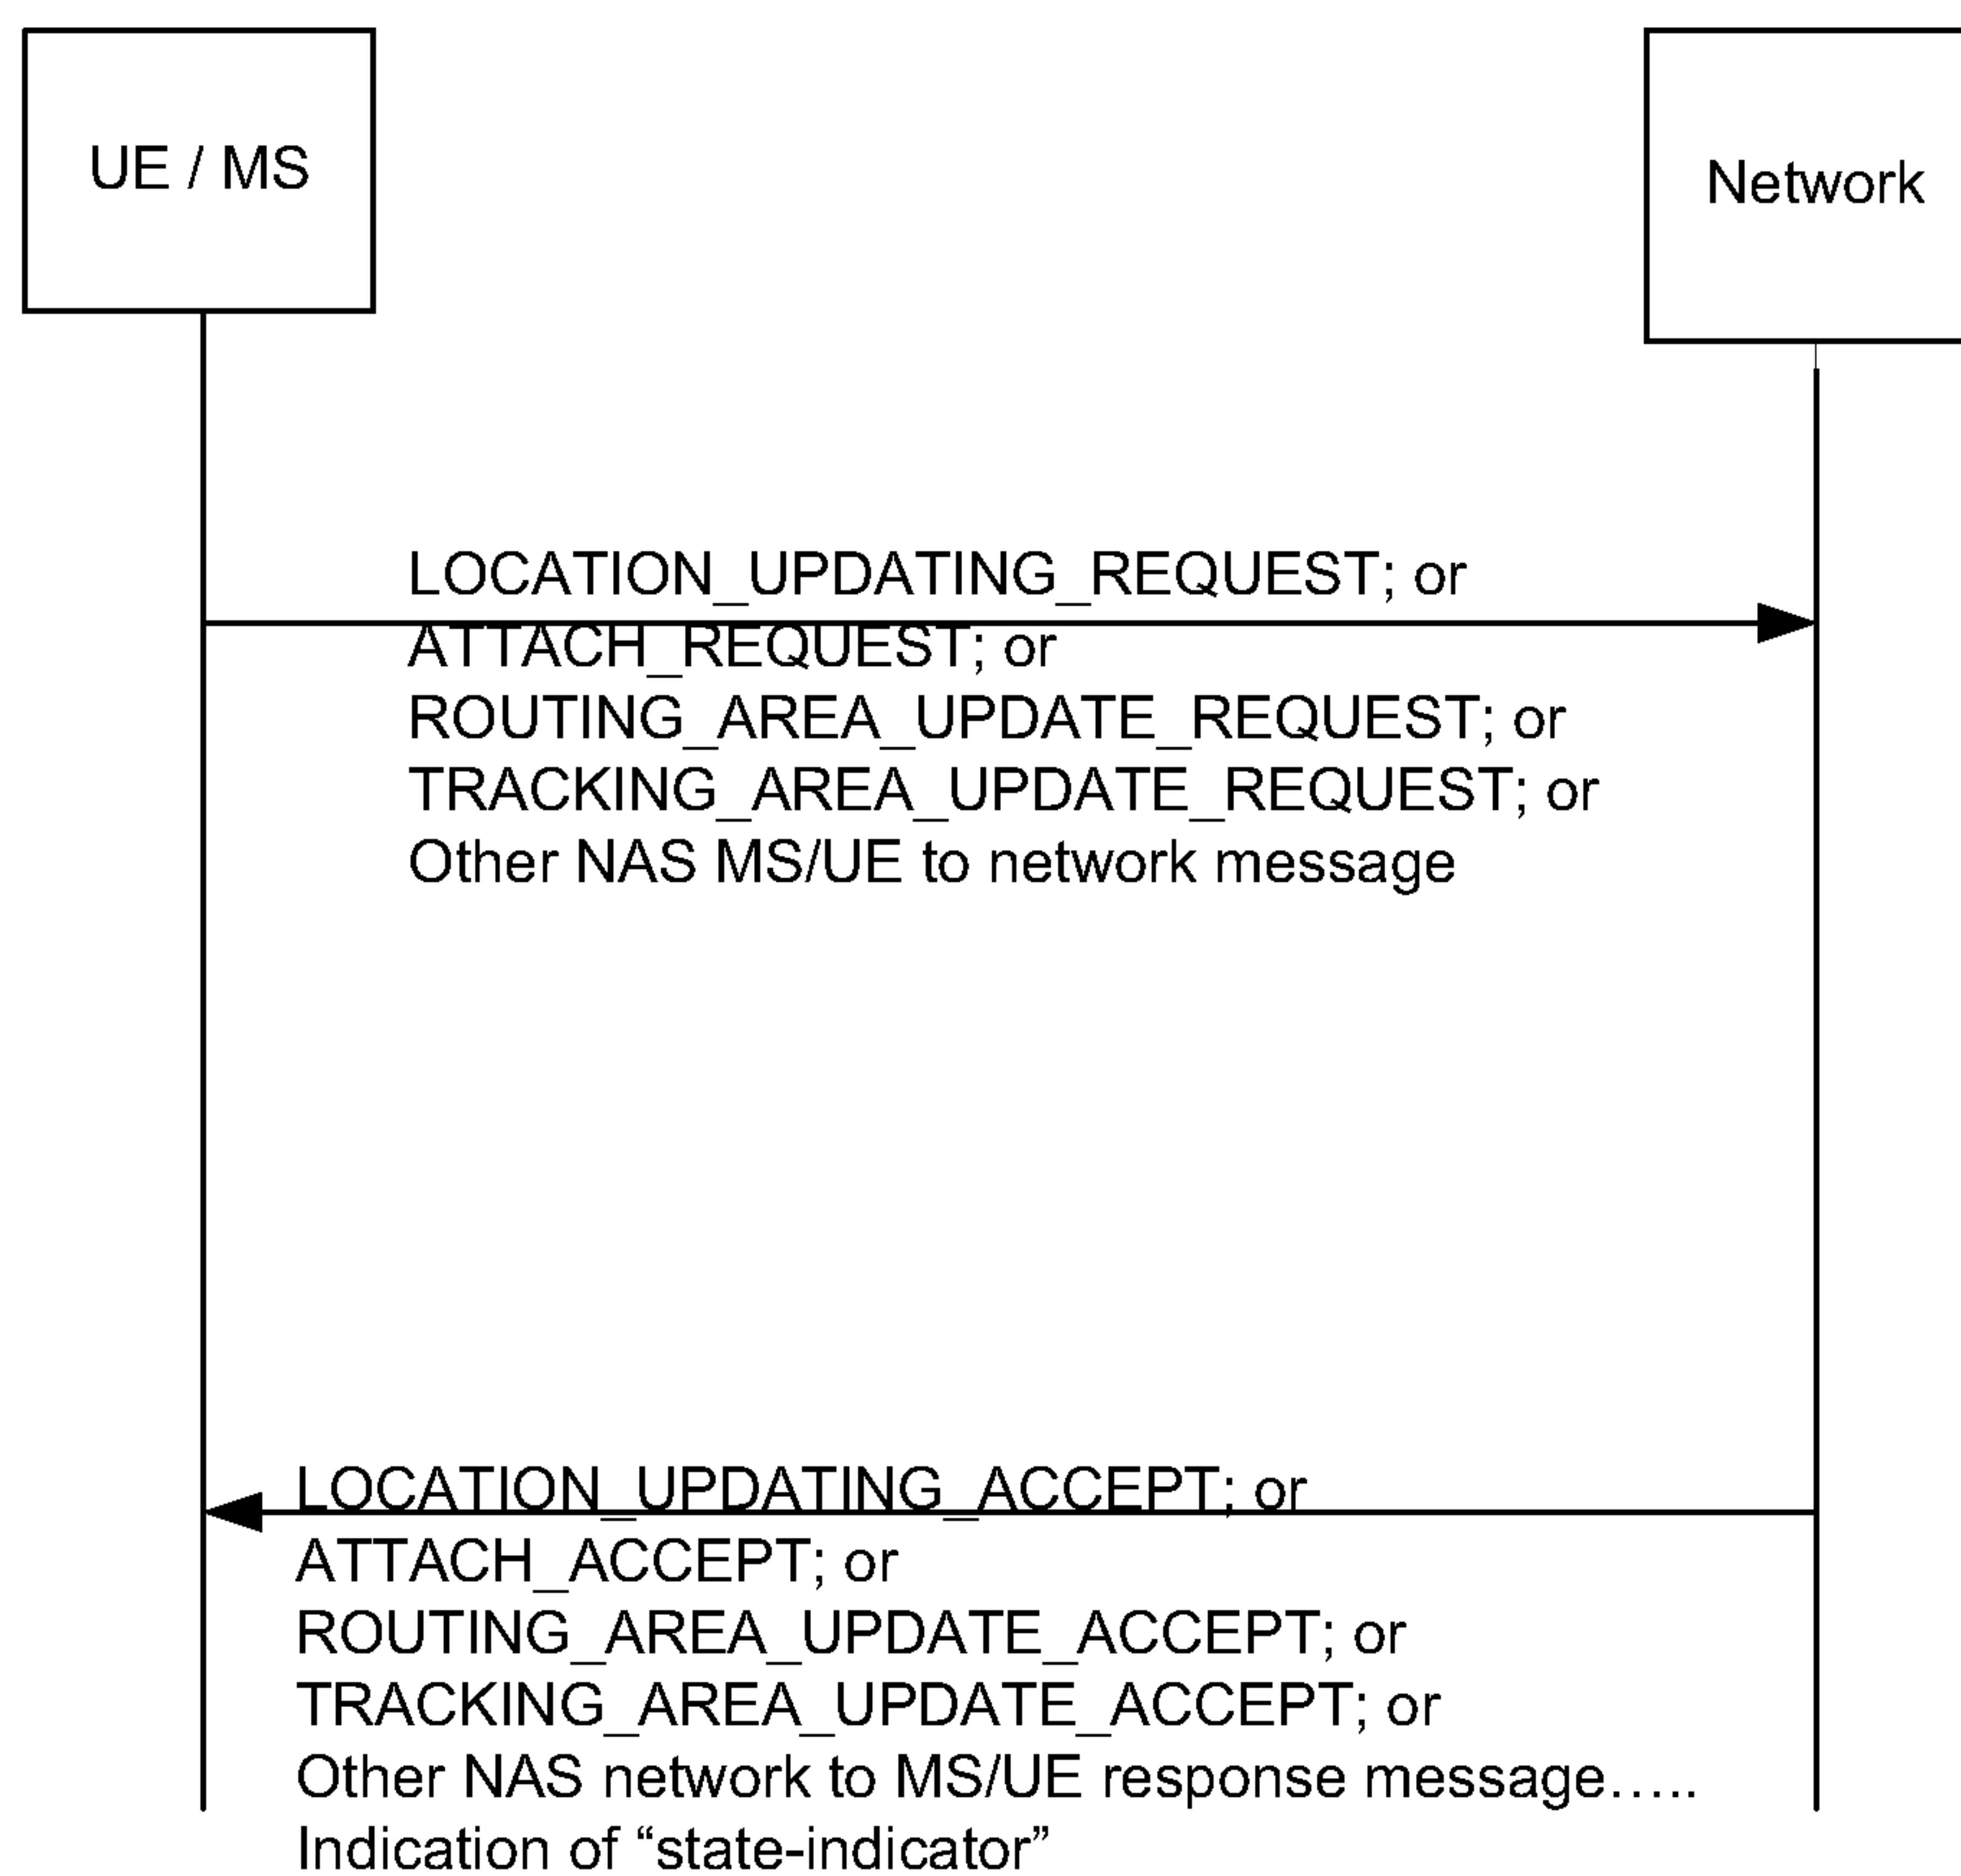 UE / MS
Network
LOCATION_UPDATING_REQUEST; or
ATTACH_REQUEST; or
ROUTING_AREA_UPDATE_REQUEST; or
TRACKING_AREA_UPDATE_REQUEST; or
Other NAS MS/UE to network message
LOCATION_UPDATING_ACCEPT; or
ATTACH_ACCEPT; or
ROUTING_AREA_UPDATE_ACCEPT; or
TRACKING_AREA_UPDATE_ACCEPT; or
Other NAS network to MS/UE response message.....
Indication of “state-indicator”